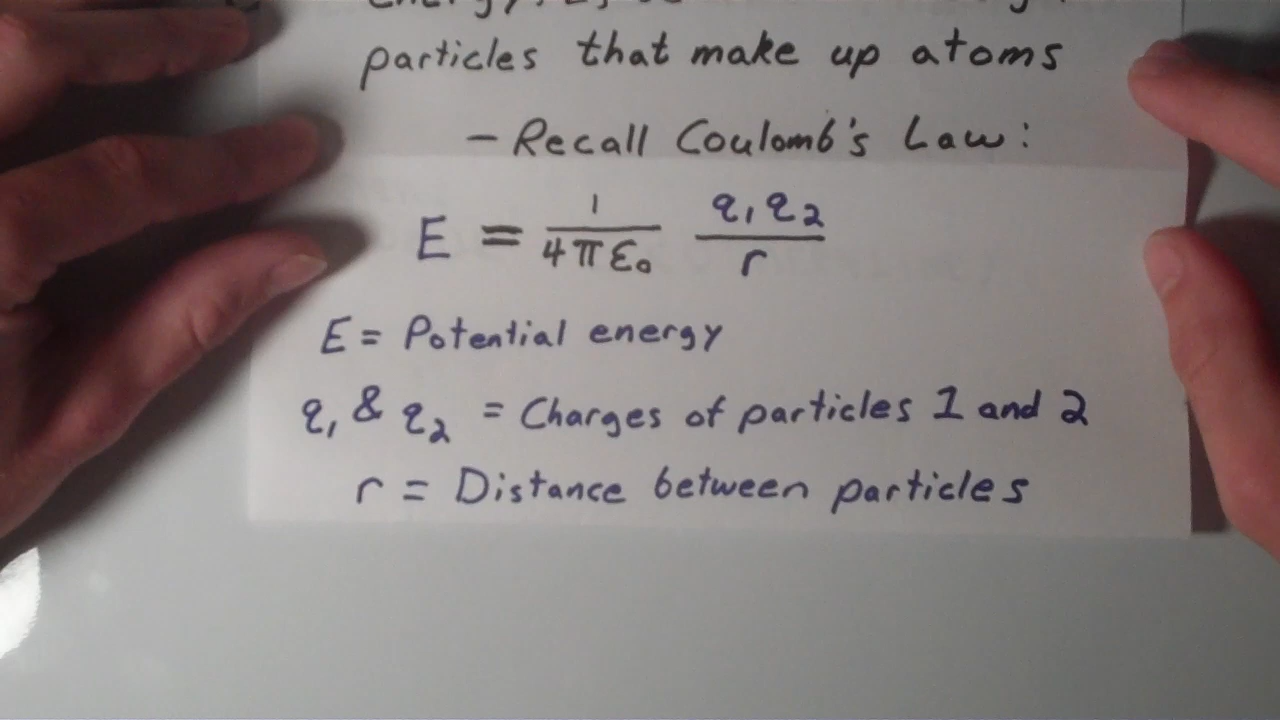 particles that make up atoms
– Recall Coulomb's Law:
E = 1/4πε₀ q₁q₂/r
E = Potential energy
q₁ & q₂ = Charges of particles 1 and 2
r = Distance between particles